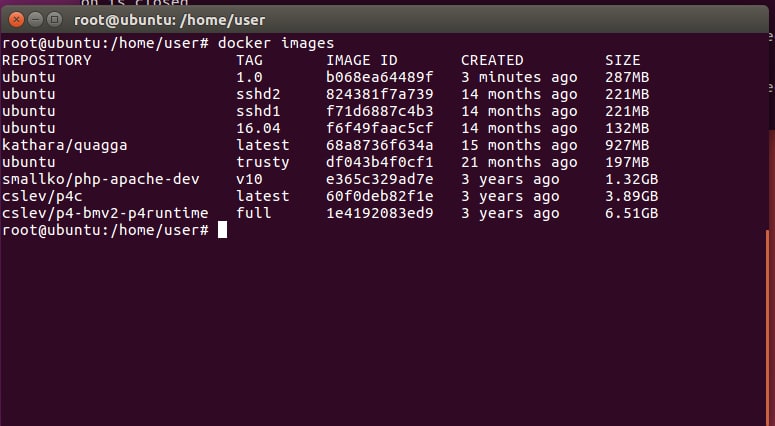 on is closed
root@ubuntu: /home/user
root@ubuntu:/home/user# docker images
REPOSITORY TAG IMAGE ID CREATED SIZE
ubuntu 1.0 b068ea64489f 3 minutes ago 287MB
ubuntu sshd2 824381f7a739 14 months ago 221MB
ubuntu sshd1 f71d6887c4b3 14 months ago 221MB
ubuntu 16.04 f6f49faac5cf 14 months ago 132MB
kathara/quagga latest 68a8736f634a 15 months ago 927MB
ubuntu trusty df043b4f0cf1 21 months ago 197MB
smallko/php-apache-dev v10 e365c329ad7e 3 years ago 1.32GB
cslev/p4c latest 60f0deb82f1e 3 years ago 3.89GB
cslev/p4-bmv2-p4runtime full 1e4192083ed9 3 years ago 6.51GB
root@ubuntu:/home/user#